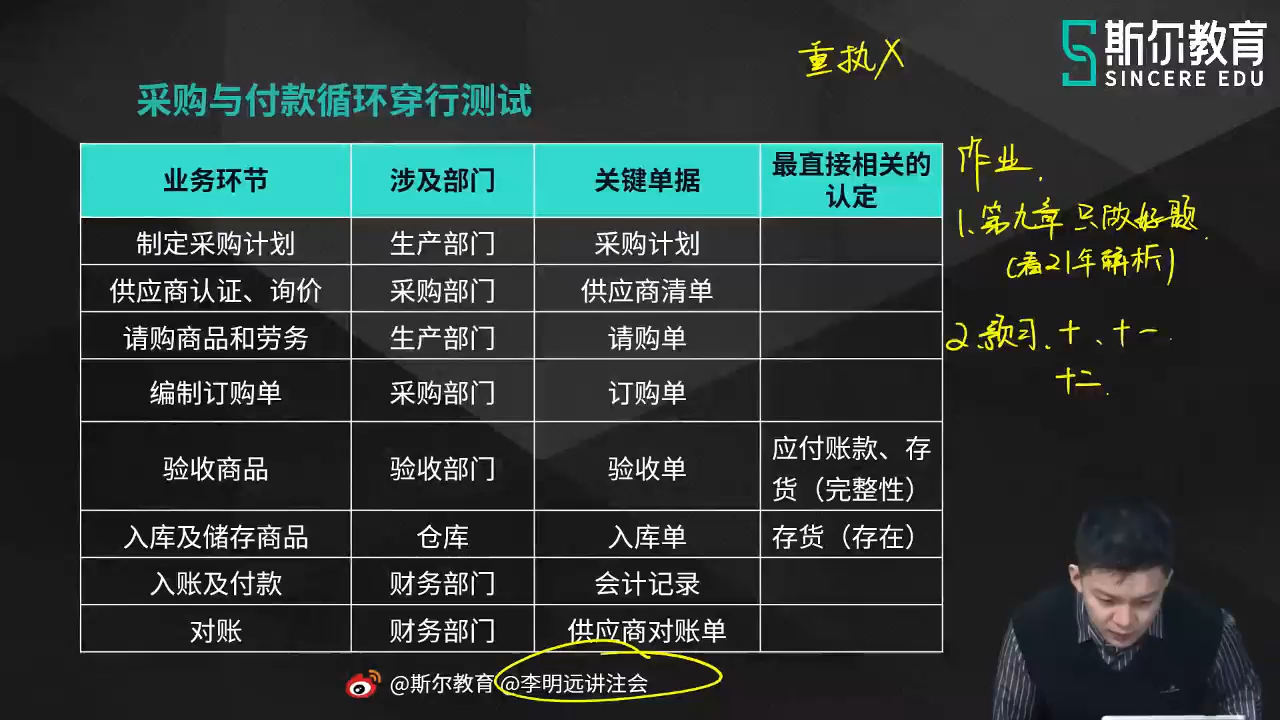 重执
斯尔教育
SINCERE EDU
采购与付款循环穿行测试
业务环节 涉及部门 关键单据 最直接相关的
认定
制定采购计划 生产部门 采购计划
供应商认证、询价 采购部门 供应商清单
请购商品和劳务 生产部门 请购单
编制订购单 采购部门 订购单
验收商品 验收部门 验收单 应付账款、存
货（完整性）
入库及储存商品 仓库 入库单 存货（存在）
入账及付款 财务部门 会计记录
对账 财务部门 供应商对账单
@斯尔教育 @李明远讲注会
作业.
1、第九章 只做好题.
(看21年解析)
2.预习、十、十一.
十二.